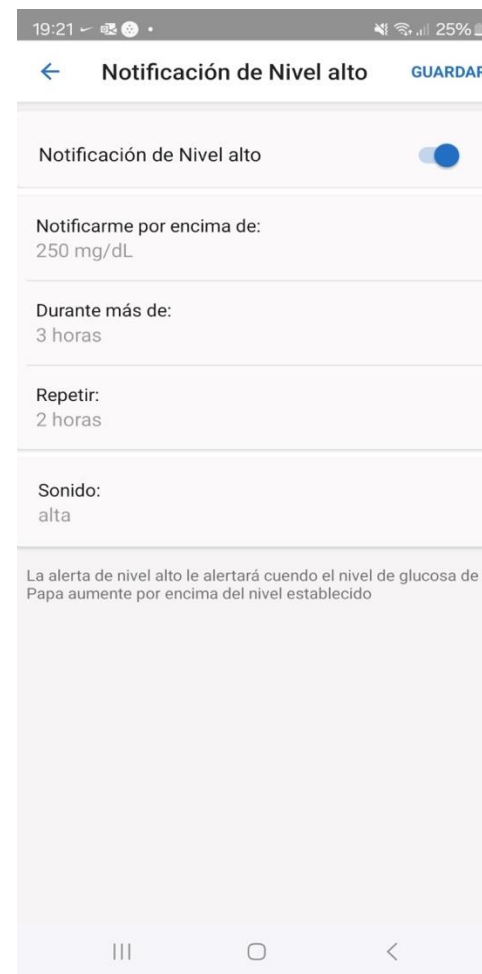 19:21
25%
Notificación de Nivel alto GUARDAR
Notificación de Nivel alto
Notificarme por encima de:
250 mg/dL
Durante más de:
3 horas
Repetir:
2 horas
Sonido:
alta
La alerta de nivel alto le alertará cuendo el nivel de glucosa de
Papa aumente por encima del nivel establecido